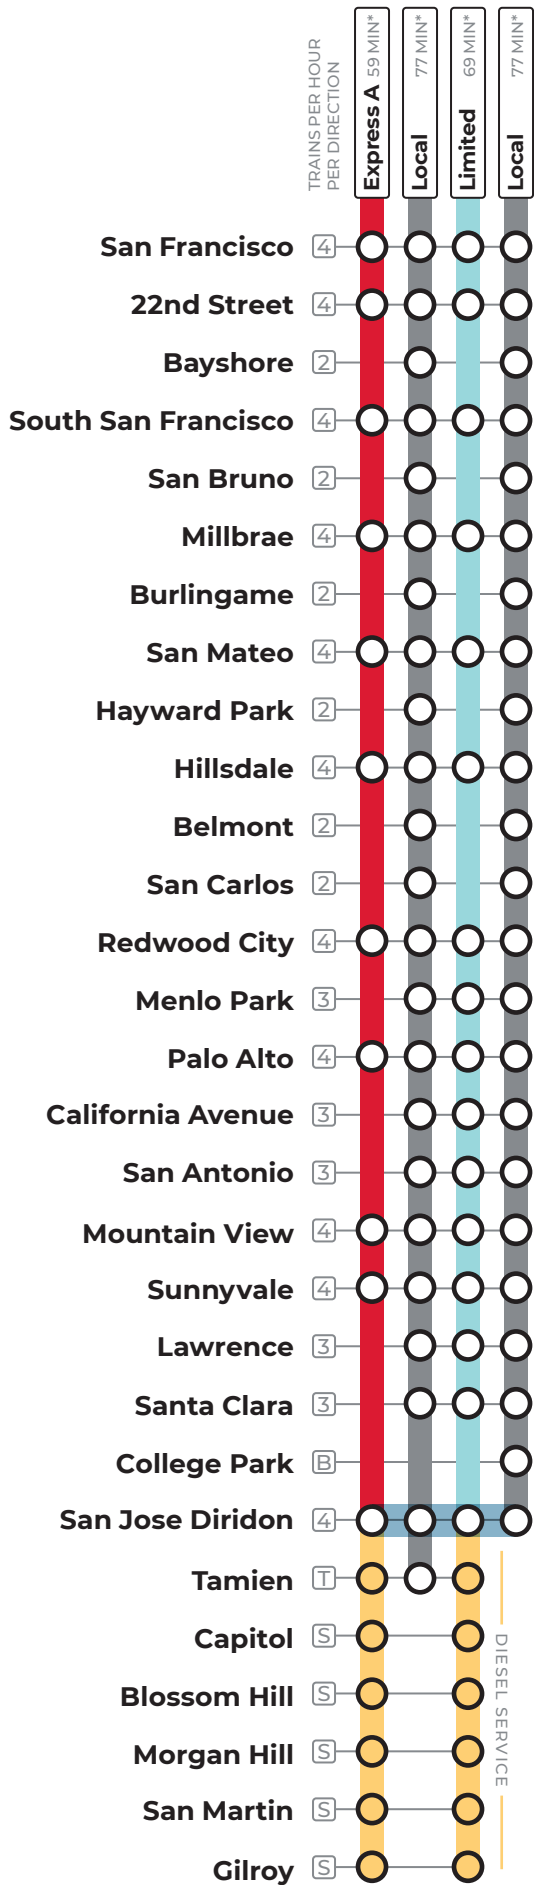 TRAINS PER HOUR
PER DIRECTION
Express A 59 MIN*
Local 77 MIN*
Limited 69 MIN*
Local 77 MIN*
San Francisco 4
22nd Street 4
Bayshore 2
South San Francisco 4
San Bruno 2
Millbrae 4
Burlingame 2
San Mateo 4
Hayward Park 2
Hillsdale 4
Belmont 2
San Carlos 2
Redwood City 4
Menlo Park 3
Palo Alto 4
California Avenue 3
San Antonio 3
Mountain View 4
Sunnyvale 4
Lawrence 3
Santa Clara 3
College Park B
San Jose Diridon 4
Tamien T
Capitol S
Blossom Hill S
Morgan Hill S
San Martin S
Gilroy S
DIESEL SERVICE